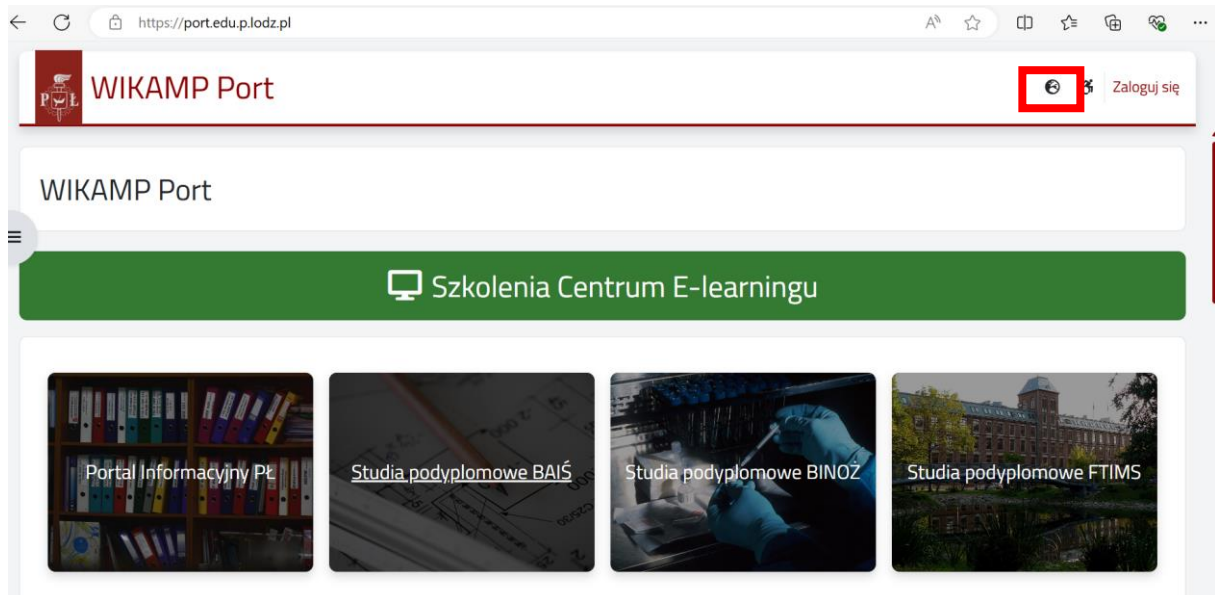 https://port.edu.p.lodz.pl
P Ł WIKAMP Port
Zaloguj się
WIKAMP Port
Szkolenia Centrum E-learningu
Portal Informacyjny PŁ
Studia podyplomowe BAIŚ
Studia podyplomowe BINOŻ
Studia podyplomowe FTIMS